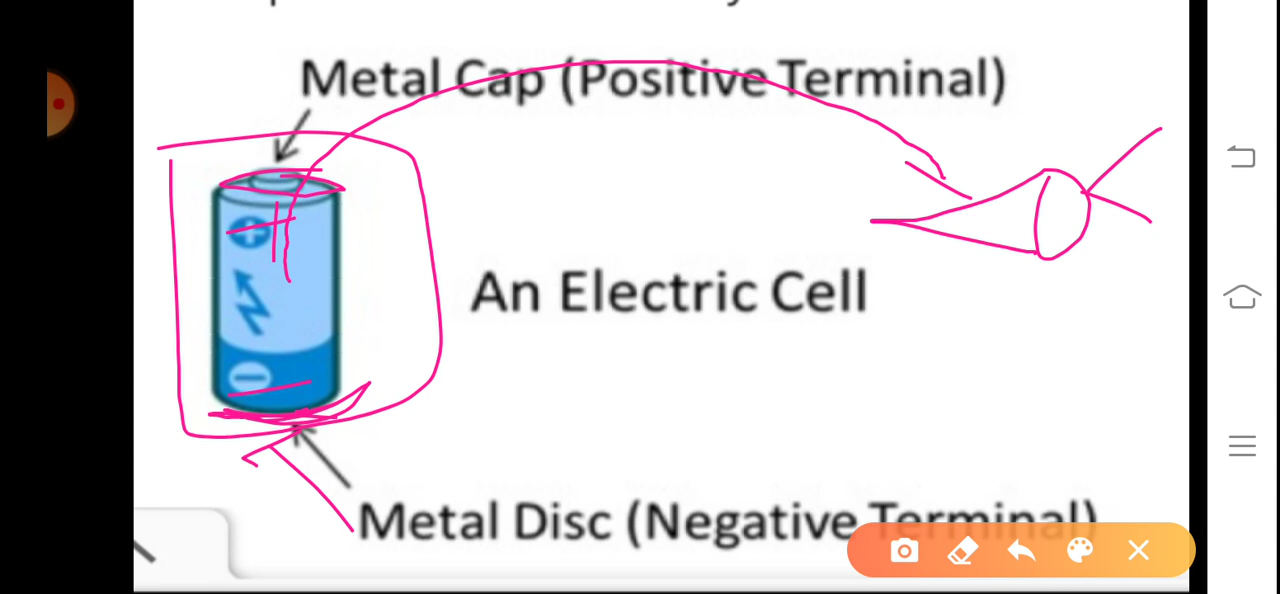 Metal Cap (Positive Terminal)
An Electric Cell
Metal Disc (Negative Terminal)